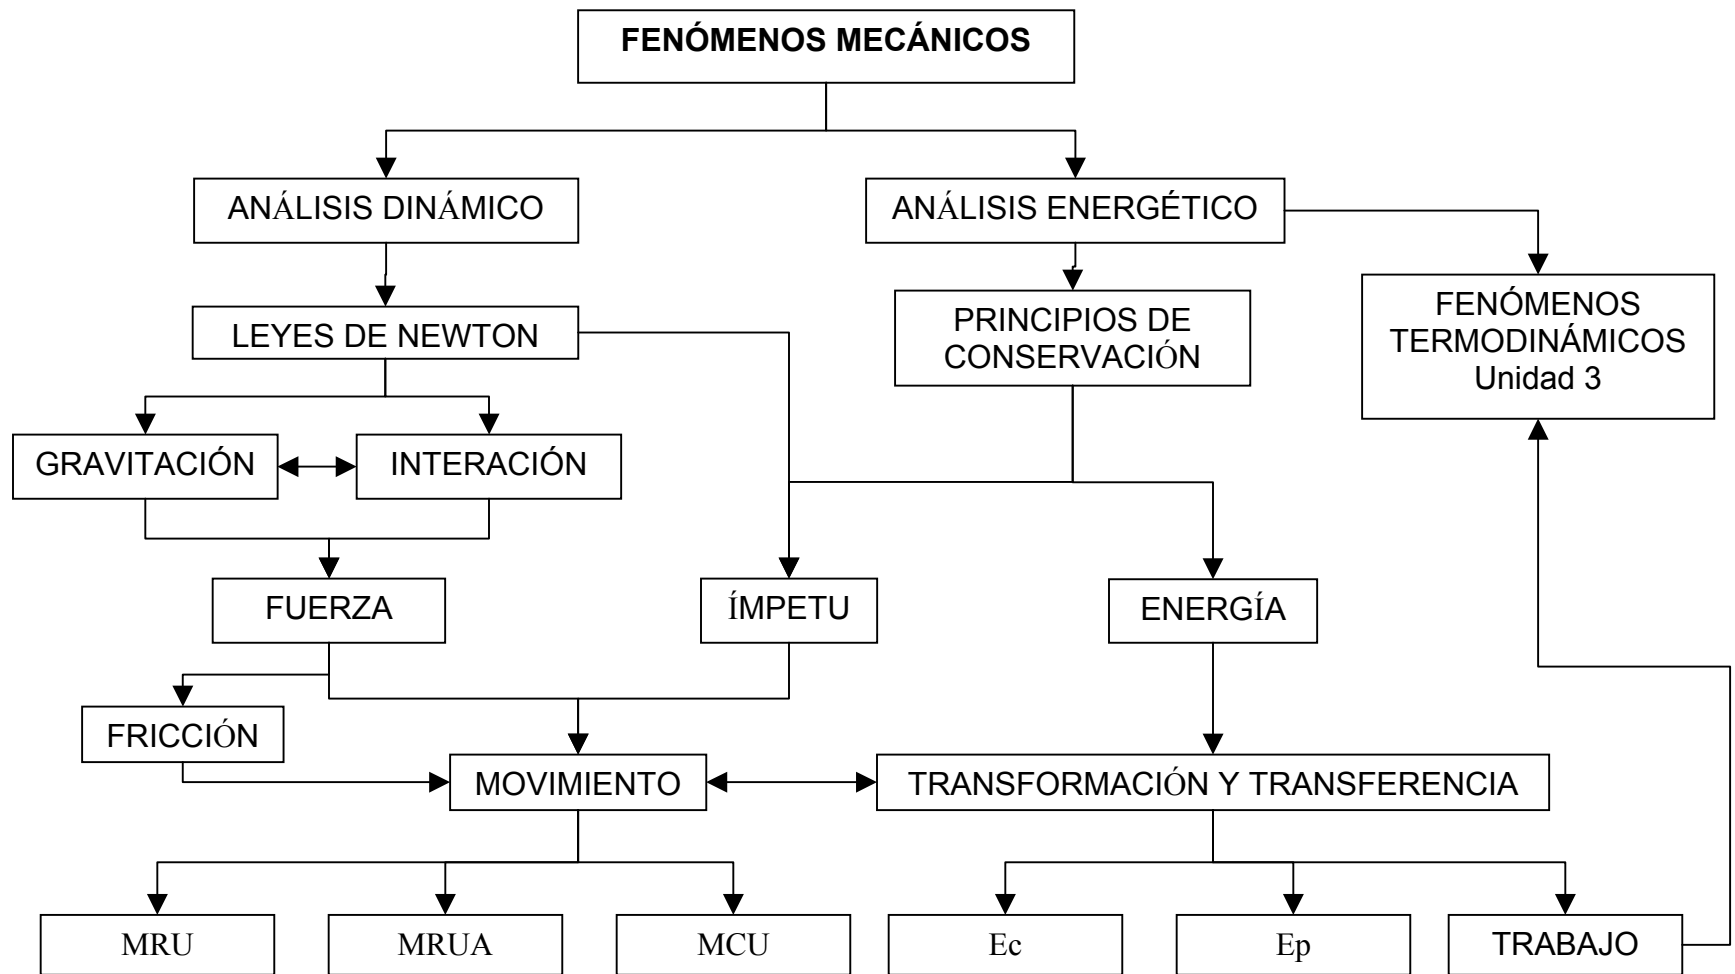 FENÓMENOS MECÁNICOS
ANÁLISIS DINÁMICO
ANÁLISIS ENERGÉTICO
LEYES DE NEWTON
PRINCIPIOS DE
CONSERVACIÓN
FENÓMENOS
TERMODINÁMICOS
Unidad 3
GRAVITACIÓN
INTERACIÓN
FUERZA
ÍMPETU
ENERGÍA
FRICCIÓN
MOVIMIENTO
TRANSFORMACIÓN Y TRANSFERENCIA
MRU
MRUA
MCU
Ec
Ep
TRABAJO